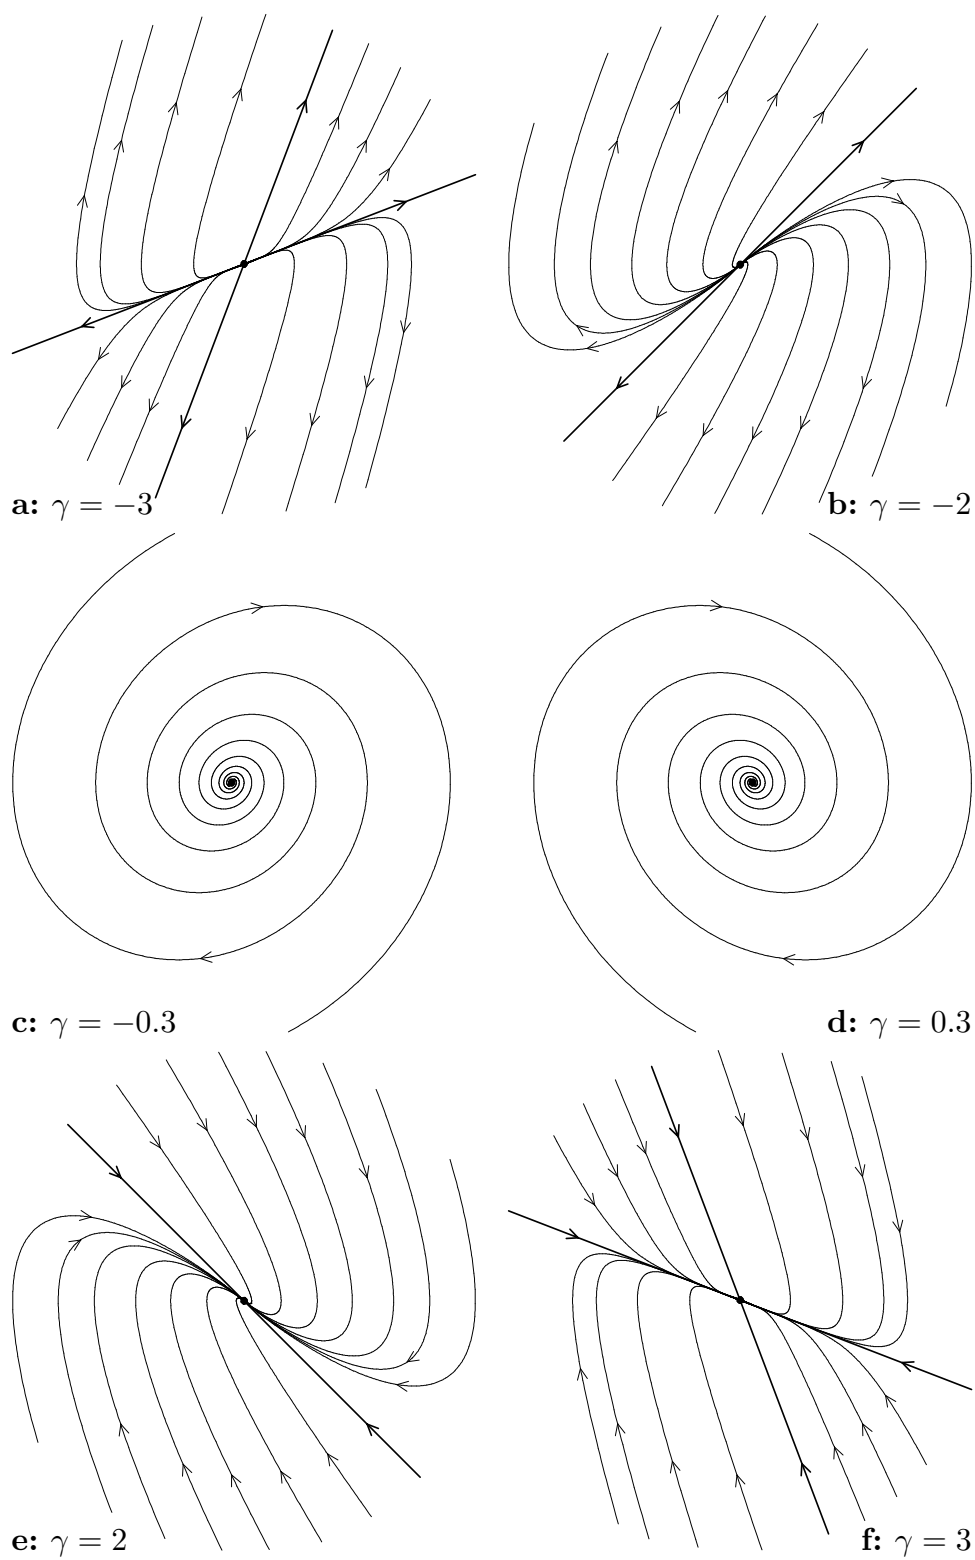 a: γ = −3
b: γ = −2
c: γ = −0.3
d: γ = 0.3
e: γ = 2
f: γ = 3